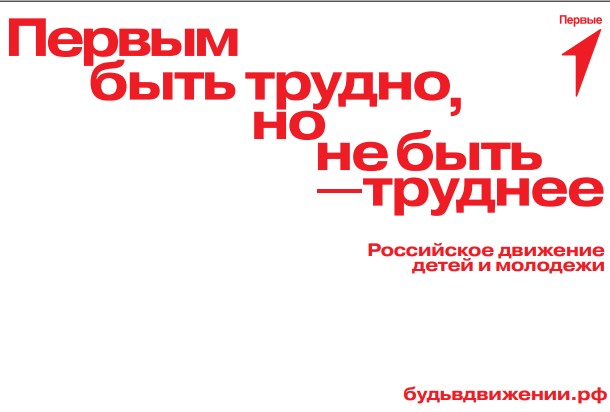 Первые
Первым
быть трудно,
но
не быть
—труднее
Российское движение
детей и молодежи
будьвдвижении.рф